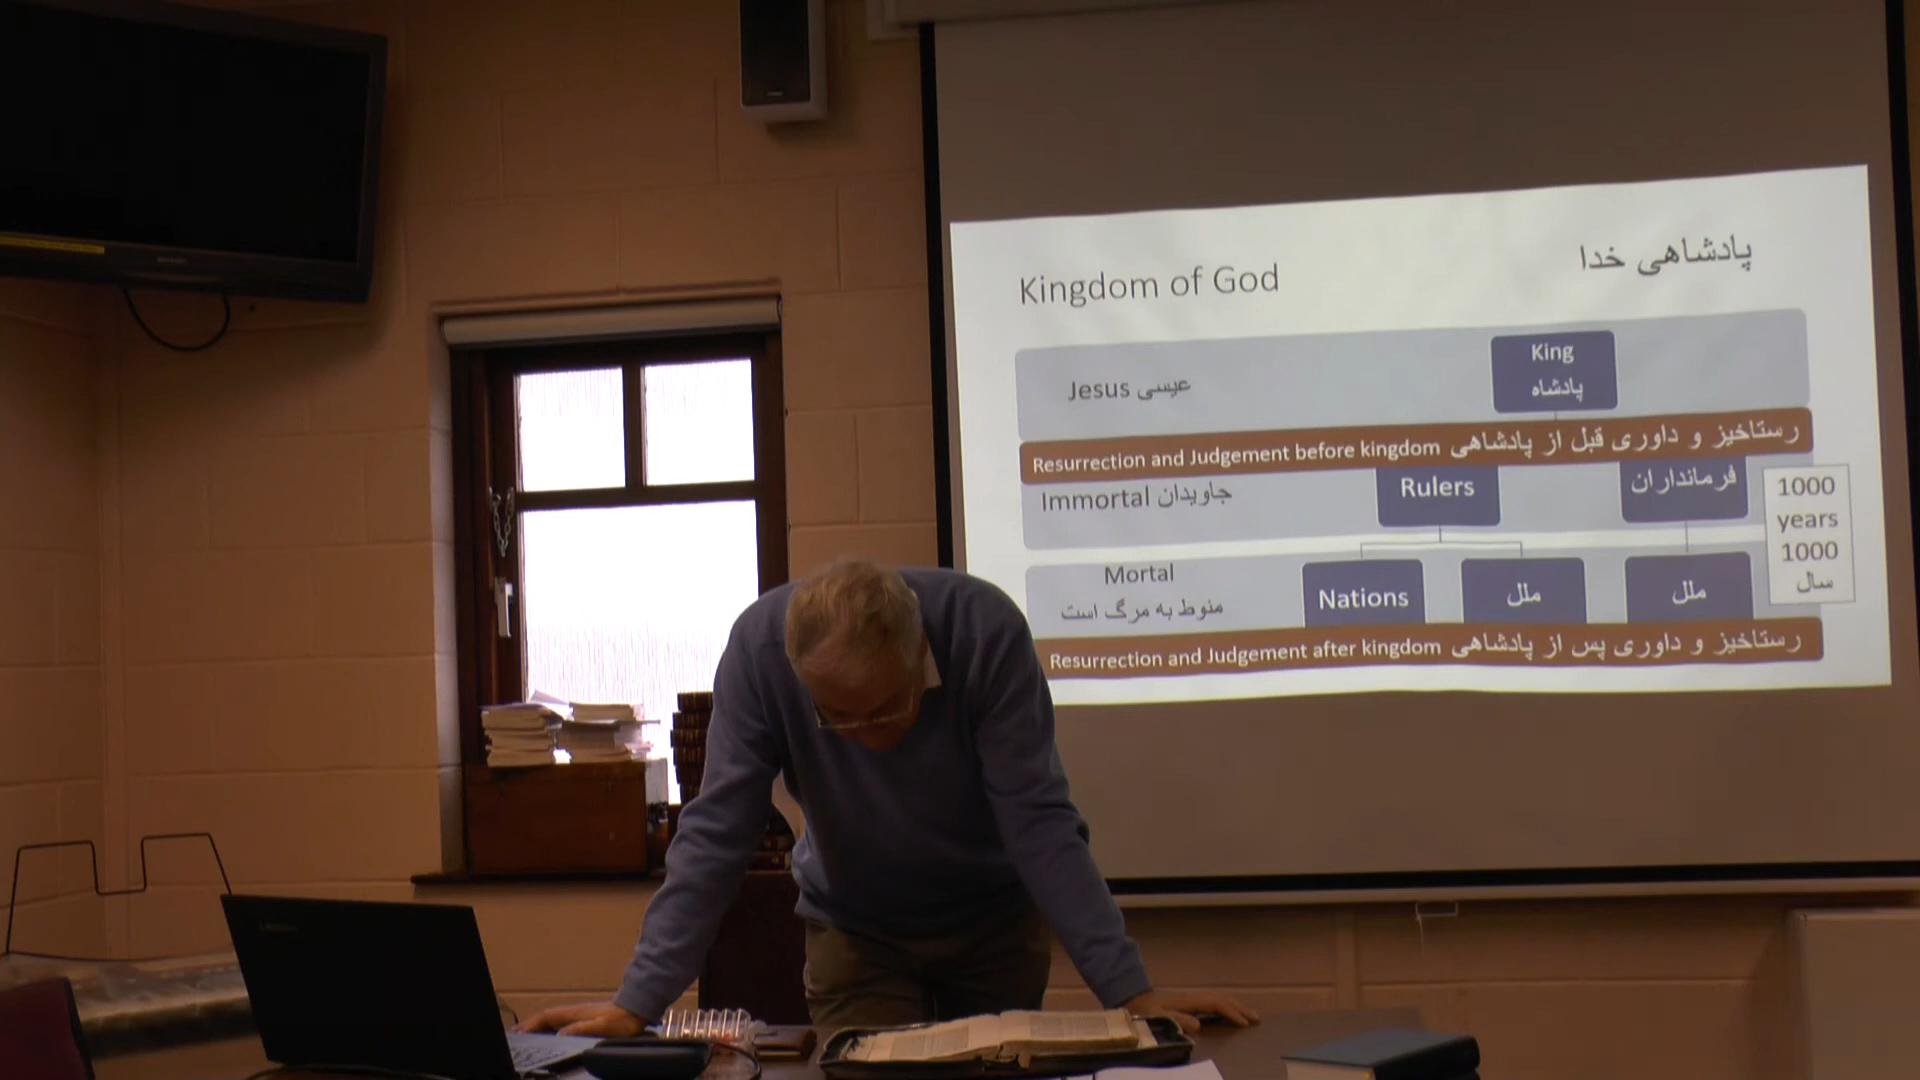 Kingdom of God
پادشاهی خدا
King
پادشاه
Jesus عیسی
Resurrection and Judgement before kingdom رستاخیز و داوری قبل از پادشاهی
Immortal جاویدان
Rulers
فرمانداران
1000
years
1000
سال
Mortal
منوط به مرگ است
Nations
ملل
ملل
Resurrection and Judgement after kingdom رستاخیز و داوری پس از پادشاهی